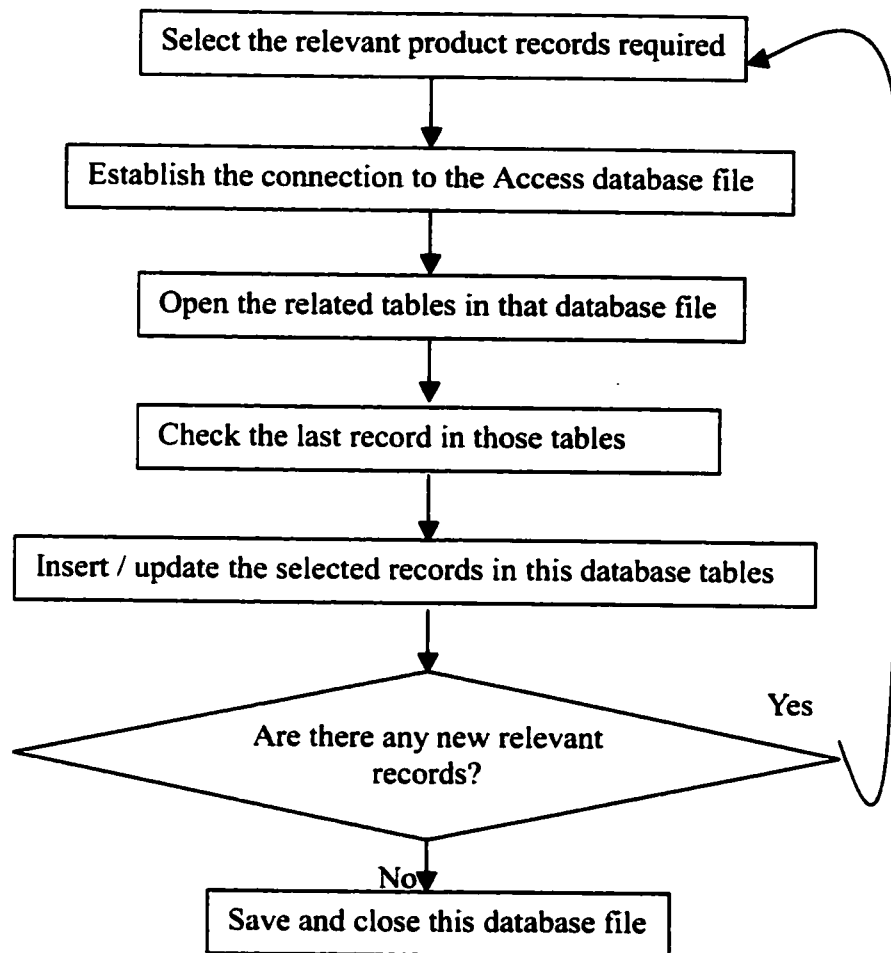 Select the relevant product records required
Establish the connection to the Access database file
Open the related tables in that database file
Check the last record in those tables
Insert / update the selected records in this database tables
Yes
Are there any new relevant
records?
No
Save and close this database file